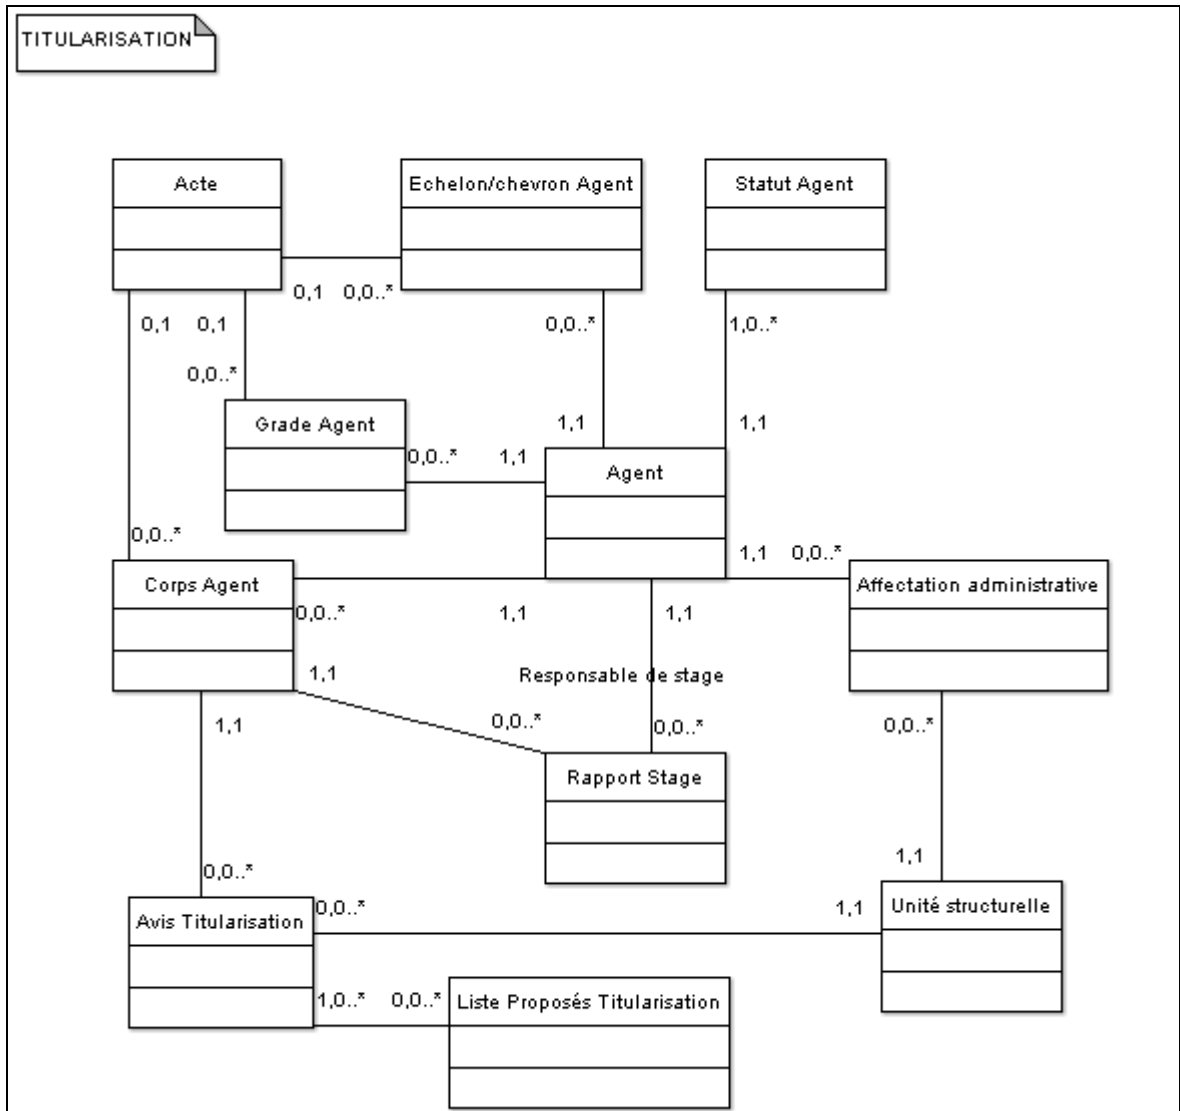 TITULARISATION
Acte
Echelon/chevron Agent
Statut Agent
0,1 0,0..*
0,1 0,1
0,0..*
1,0..*
0,0..*
Grade Agent
1,1
1,1
0,0..* 1,1
Agent
0,0..*
1,1 0,0..*
Corps Agent
Affectation administrative
0,0..*
1,1
1,1
1,1
Responsable de stage
0,0..*
1,1
0,0..*
0,0..*
Rapport Stage
1,1
0,0..*
0,0..*
1,1
Avis Titularisation
Unité structurelle
1,0..* 0,0..*
Liste Proposés Titularisation